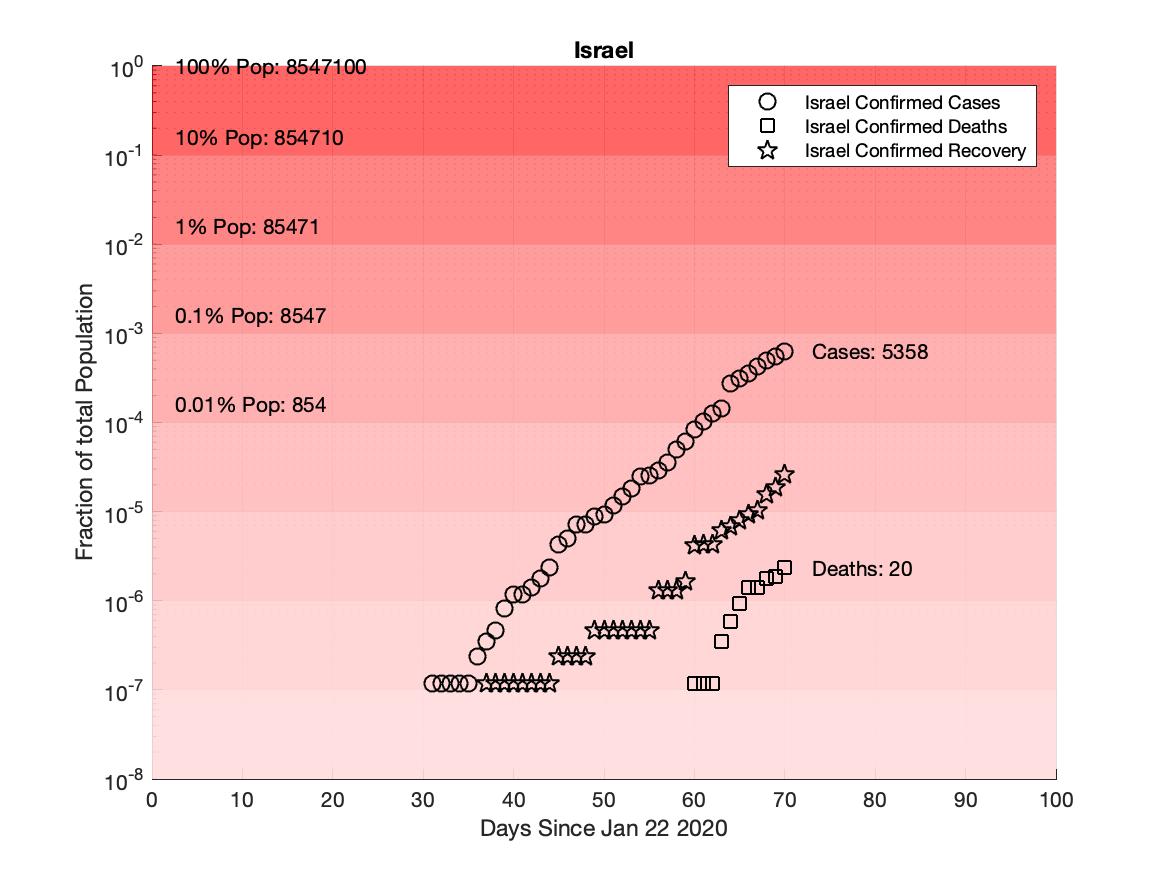 Israel
10^0
100% Pop: 8547100
Israel Confirmed Cases
Israel Confirmed Deaths
Israel Confirmed Recovery
10% Pop: 854710
10^-1
1% Pop: 85471
10^-2
0.1% Pop: 8547
10^-3
Cases: 5358
0.01% Pop: 854
10^-4
10^-5
Deaths: 20
10^-6
10^-7
10^-8
Fraction of total Population
0 10 20 30 40 50 60 70 80 90 100
Days Since Jan 22 2020